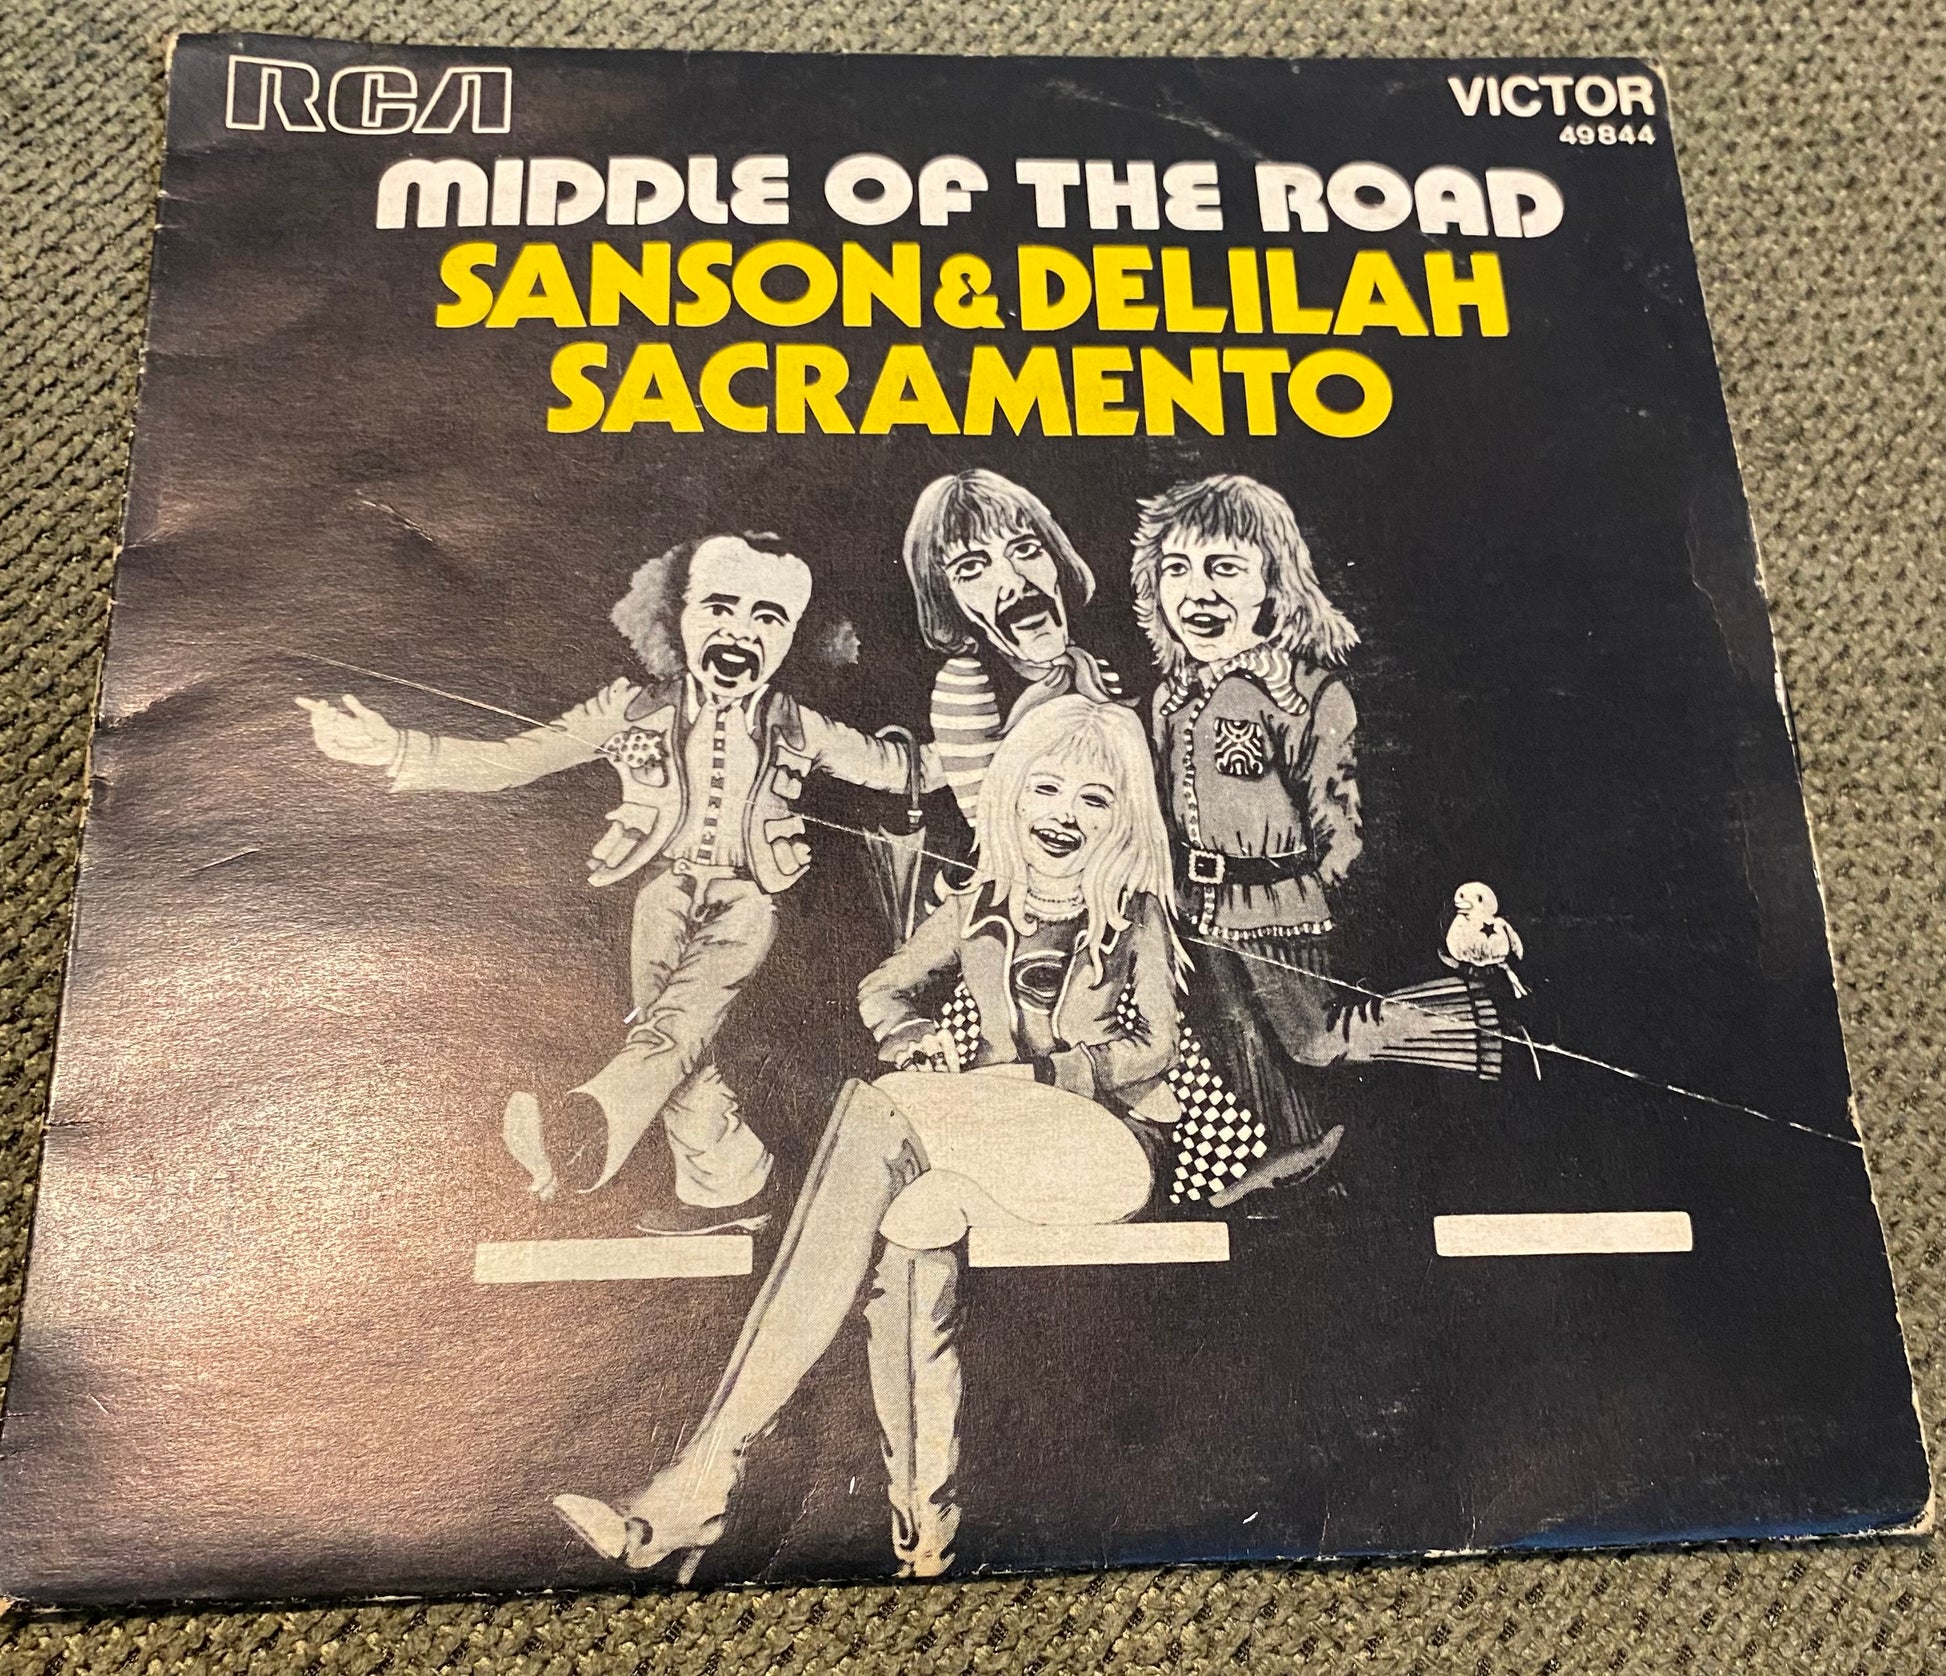 RCA
VICTOR
49844
MIDDLE OF THE ROAD
SANSON & DELILAH
SACRAMENTO